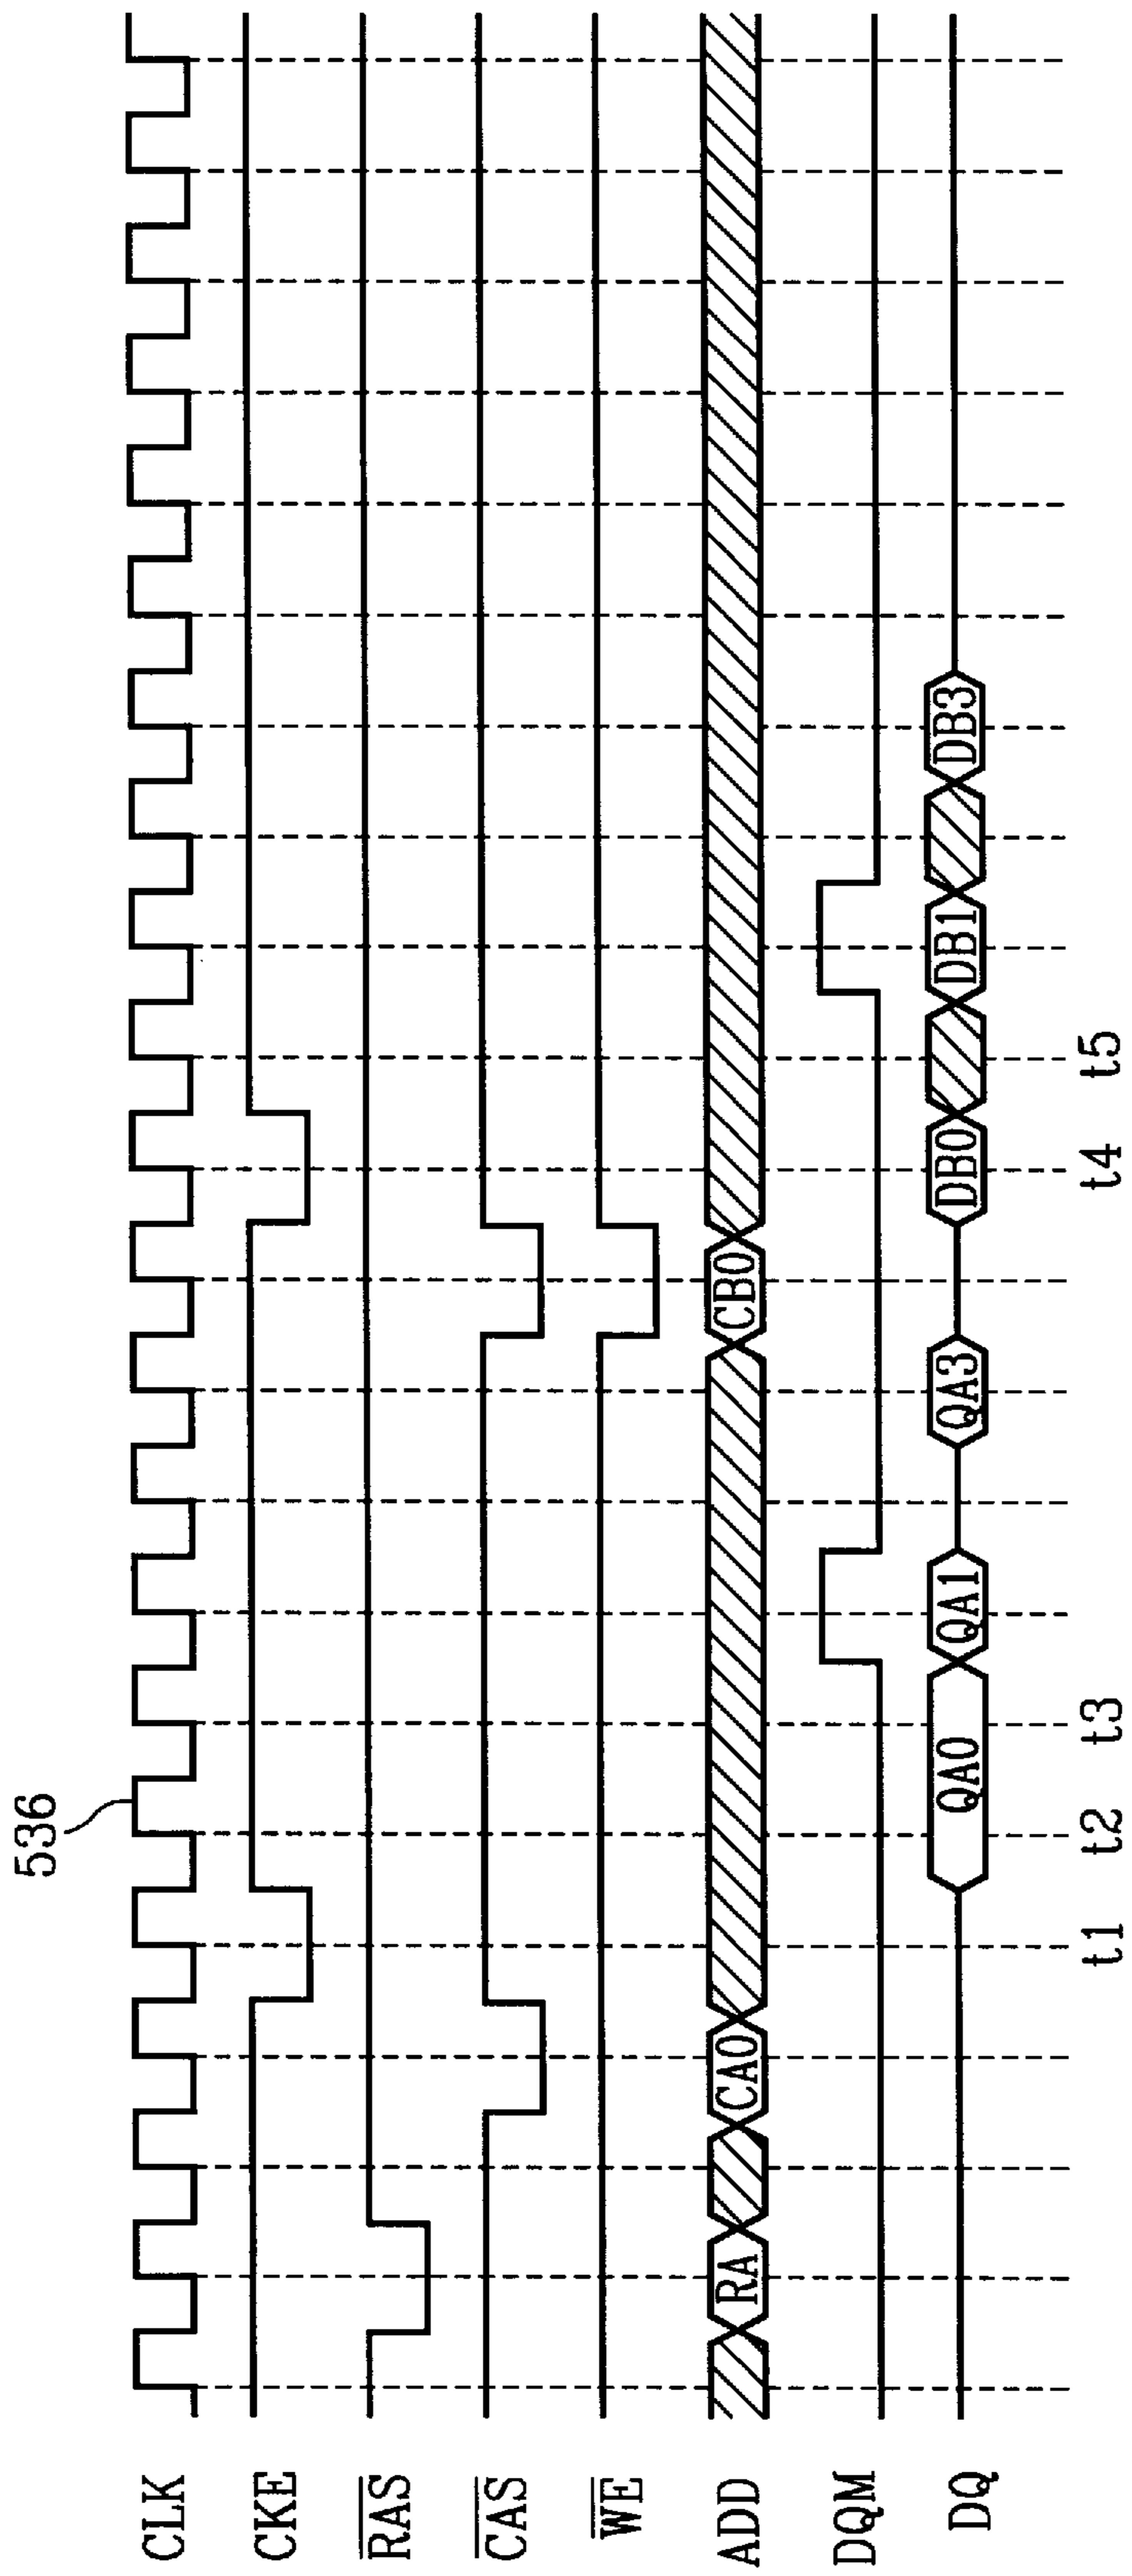 536
CLK
CKE
RAS
CAS
WE
ADD RA CA0 CB0
DQM
DQ QA0 QA1 QA3 DB0 DB1 DB3
t1 t2 t3 t4 t5